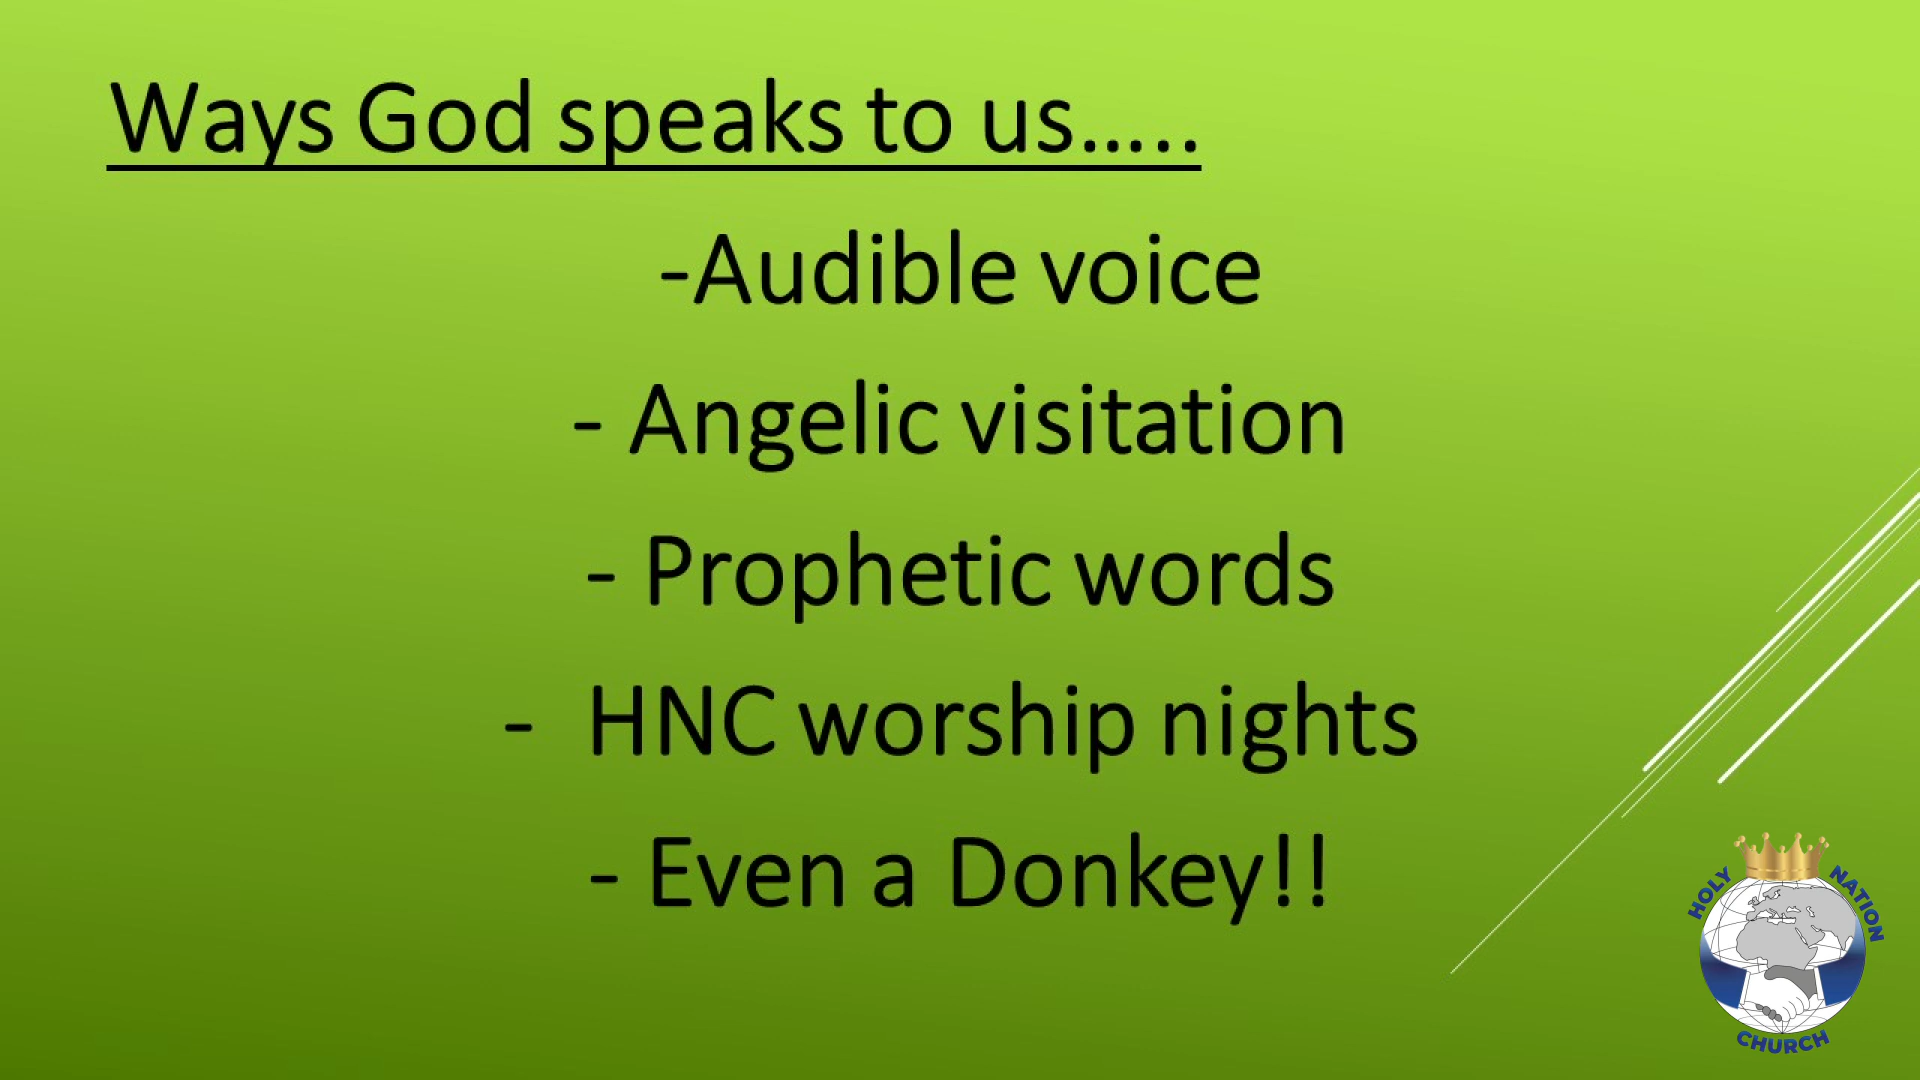 Ways God speaks to us…..
-Audible voice
- Angelic visitation
- Prophetic words
-  HNC worship nights
- Even a Donkey!!
HOLY NATION
CHURCH